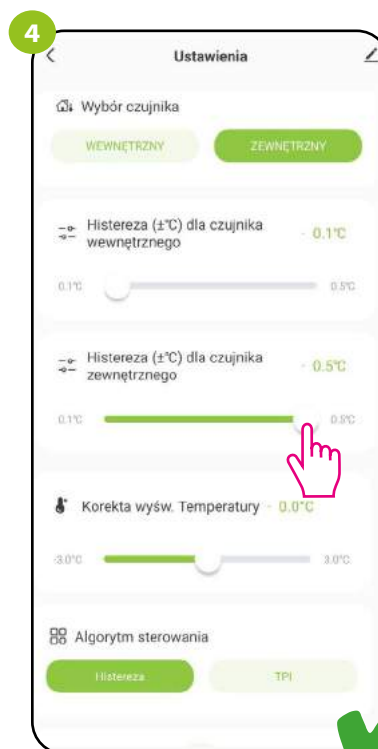 4
Ustawienia
Wybór czujnika
WEWNĘTRZNY ZEWNĘTRZNY
Histereza (±°C) dla czujnika
wewnętrznego
- 0.1°C
0.1°C 0.5°C
Histereza (±°C) dla czujnika
zewnętrznego
- 0.5°C
0.1°C 0.5°C
Korekta wyśw. Temperatury - 0.0°C
-3.0°C 3.0°C
Algorytm sterowania
Histereza TPI